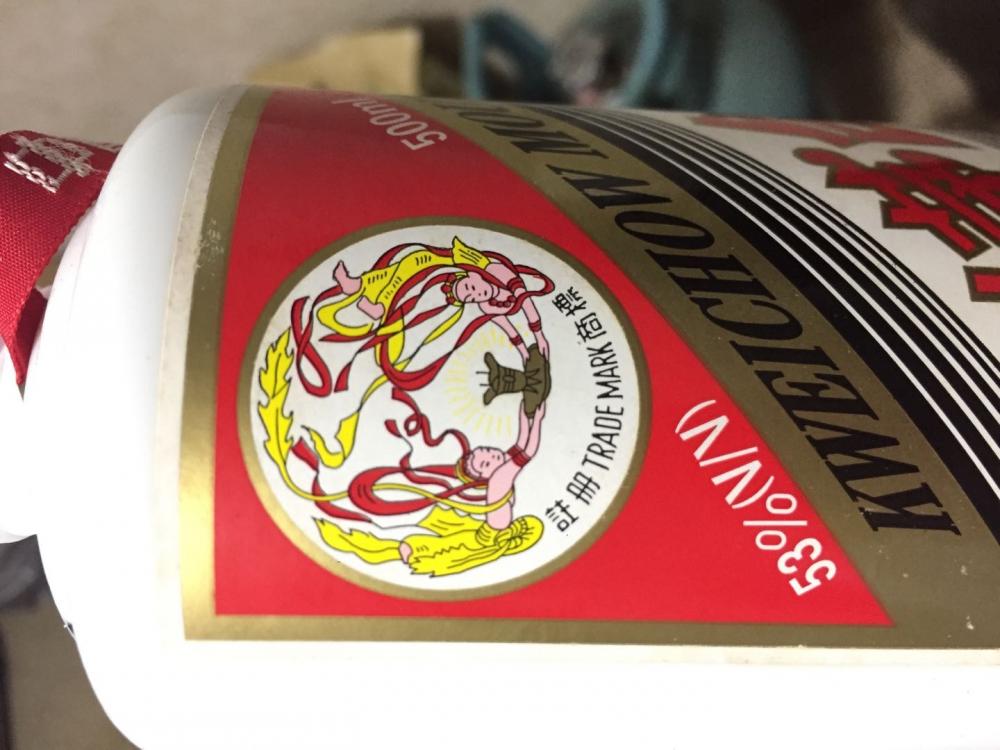 註冊 TRADE MARK 商標
53%(V/V)
500ml
KWEICHOW MOU